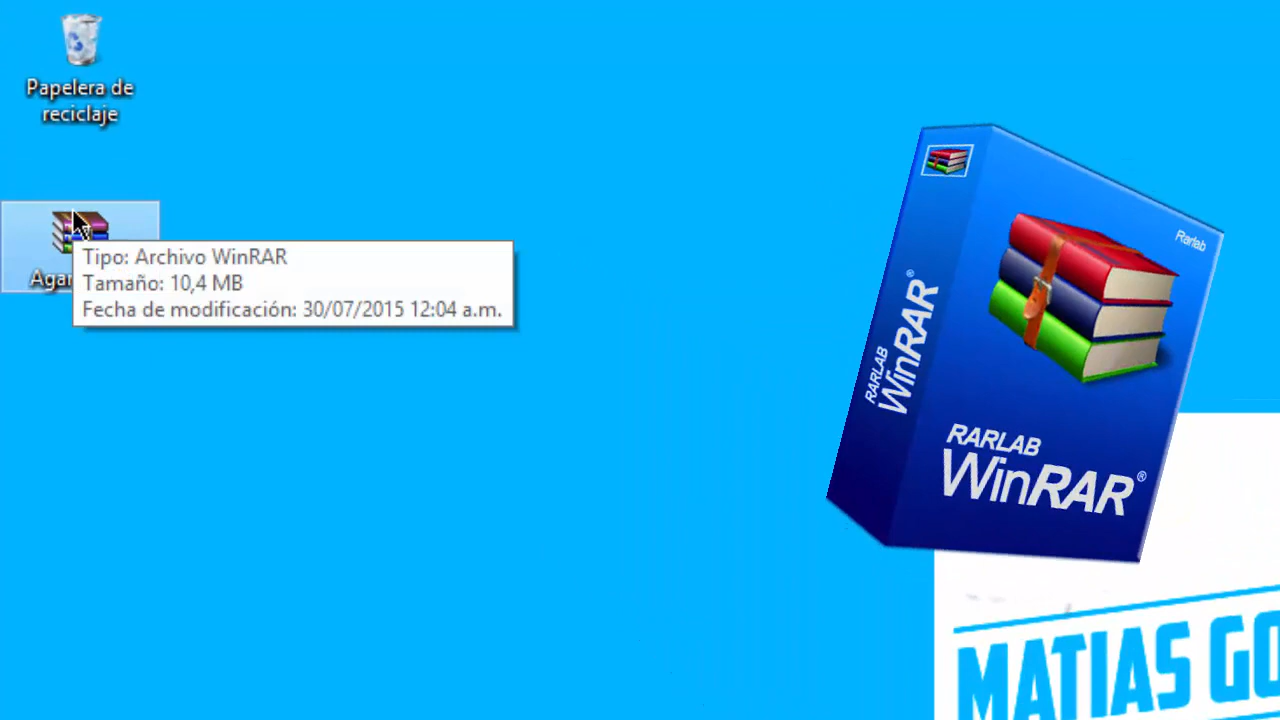 Papelera de
reciclaje
Tipo: Archivo WinRAR
Tamaño: 10,4 MB
Fecha de modificación: 30/07/2015 12:04 a.m.
Rarlab
RARLAB
WinRAR®
RARLAB
WinRAR®
MATIAS